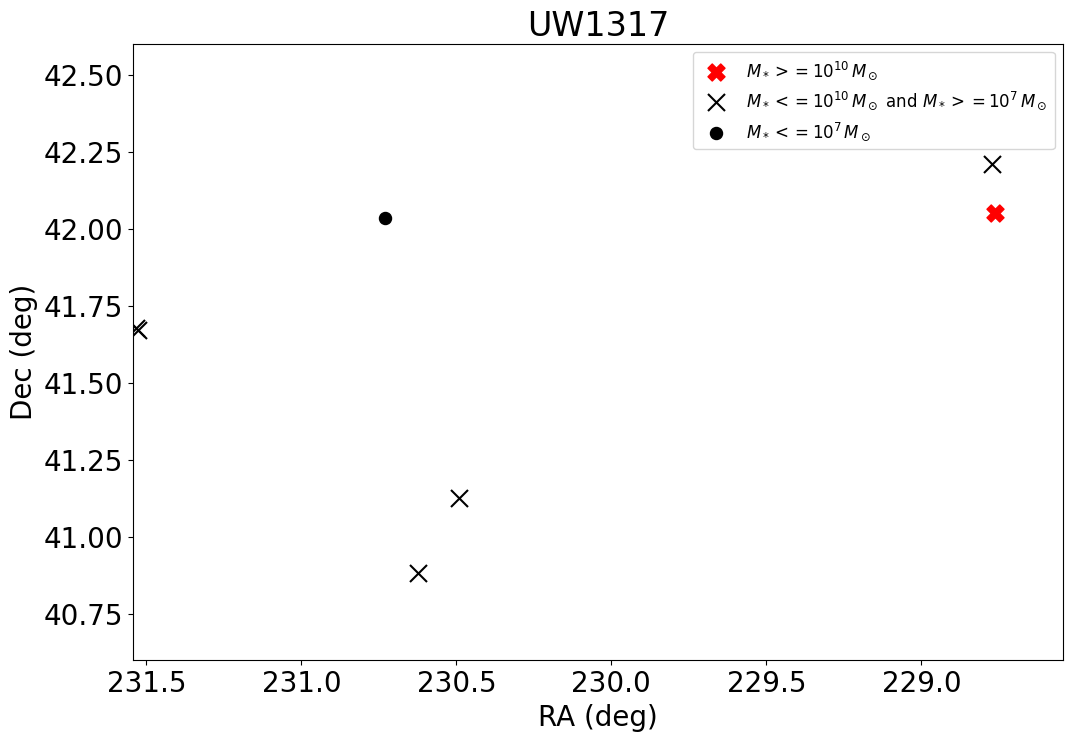 UW1317
M* >= 10^10 M⊙
M* <= 10^10 M⊙ and M* >= 10^7 M⊙
M* <= 10^7 M⊙
42.50
42.25
42.00
41.75
41.50
41.25
41.00
40.75
Dec (deg)
231.5 231.0 230.5 230.0 229.5 229.0
RA (deg)